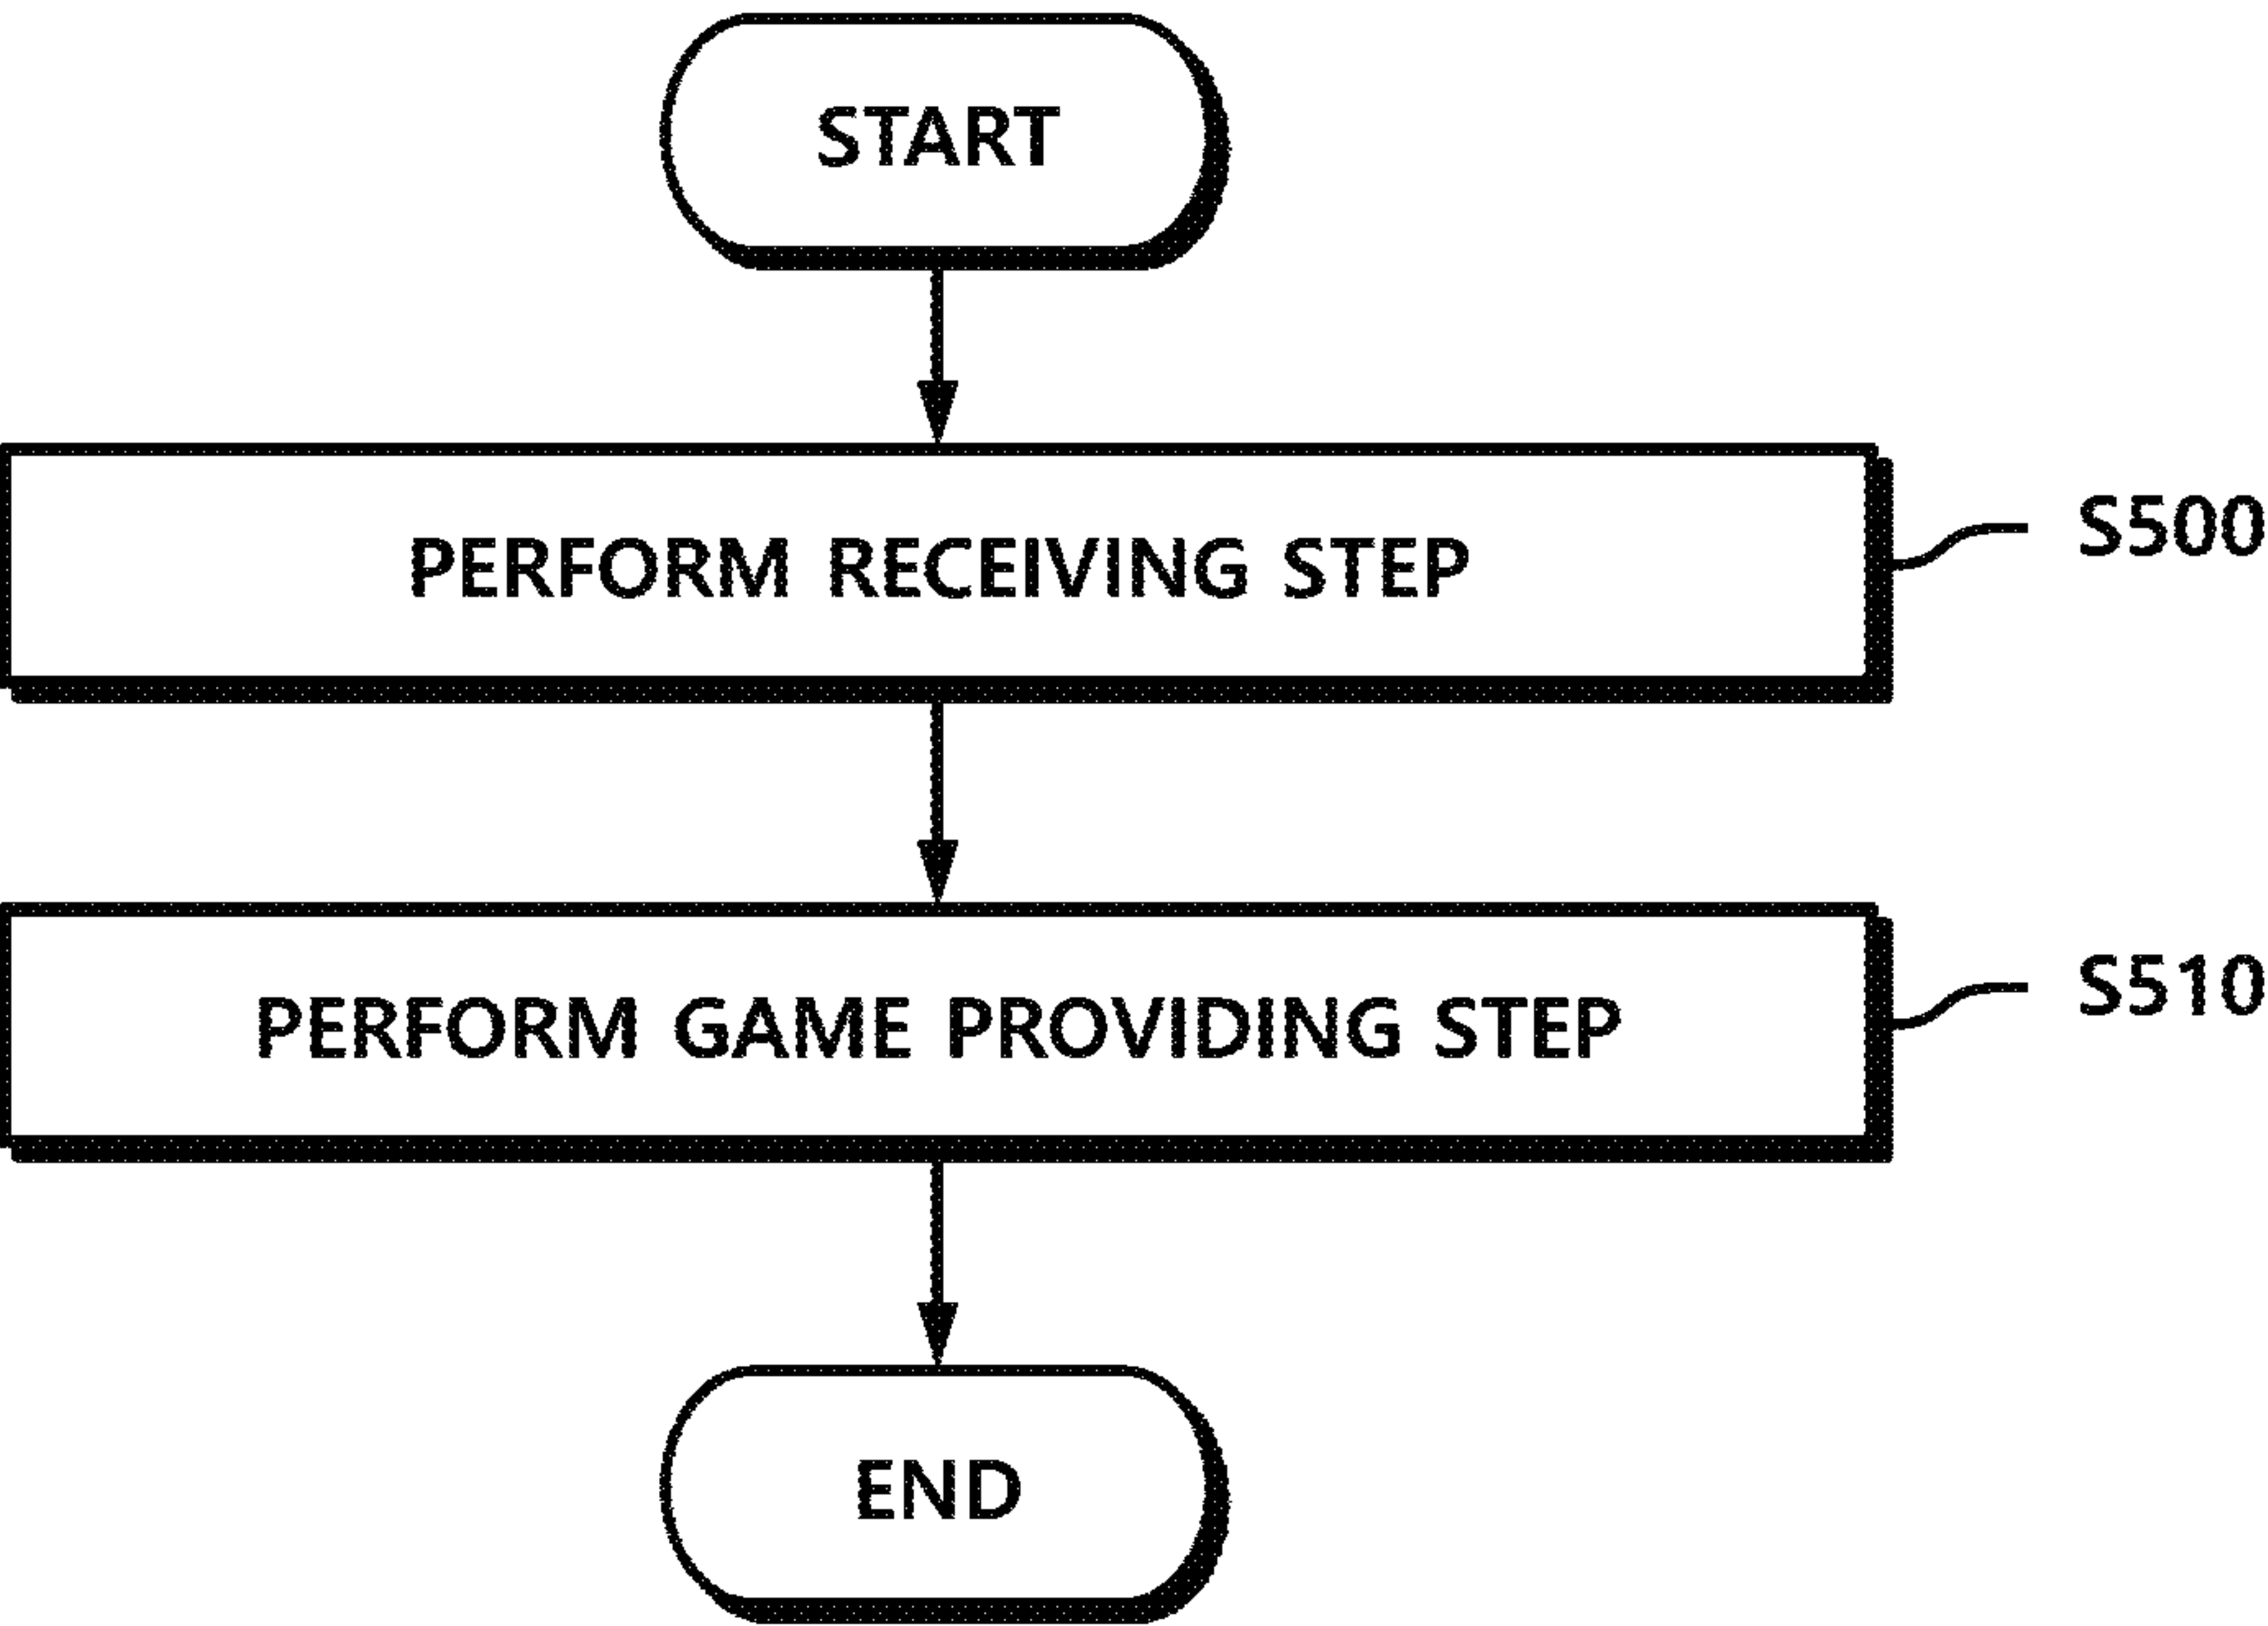 START
PERFORM RECEIVING STEP
S500
PERFORM GAME PROVIDING STEP
S510
END